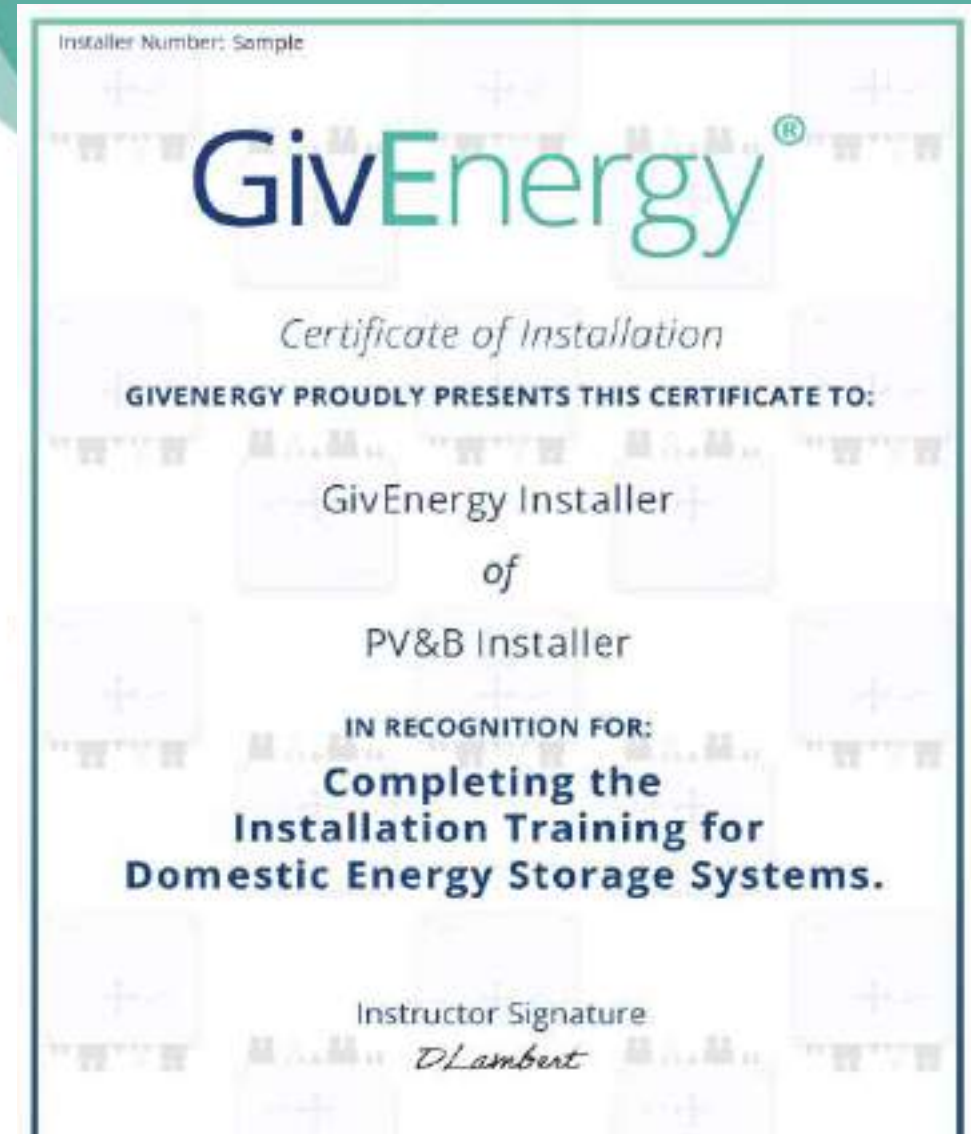 Installer Number: Sample
GivEnergy®
Certificate of Installation
GIVENERGY PROUDLY PRESENTS THIS CERTIFICATE TO:
GivEnergy Installer
of
PV&B Installer
IN RECOGNITION FOR:
Completing the
Installation Training for
Domestic Energy Storage Systems.
Instructor Signature
DLambert